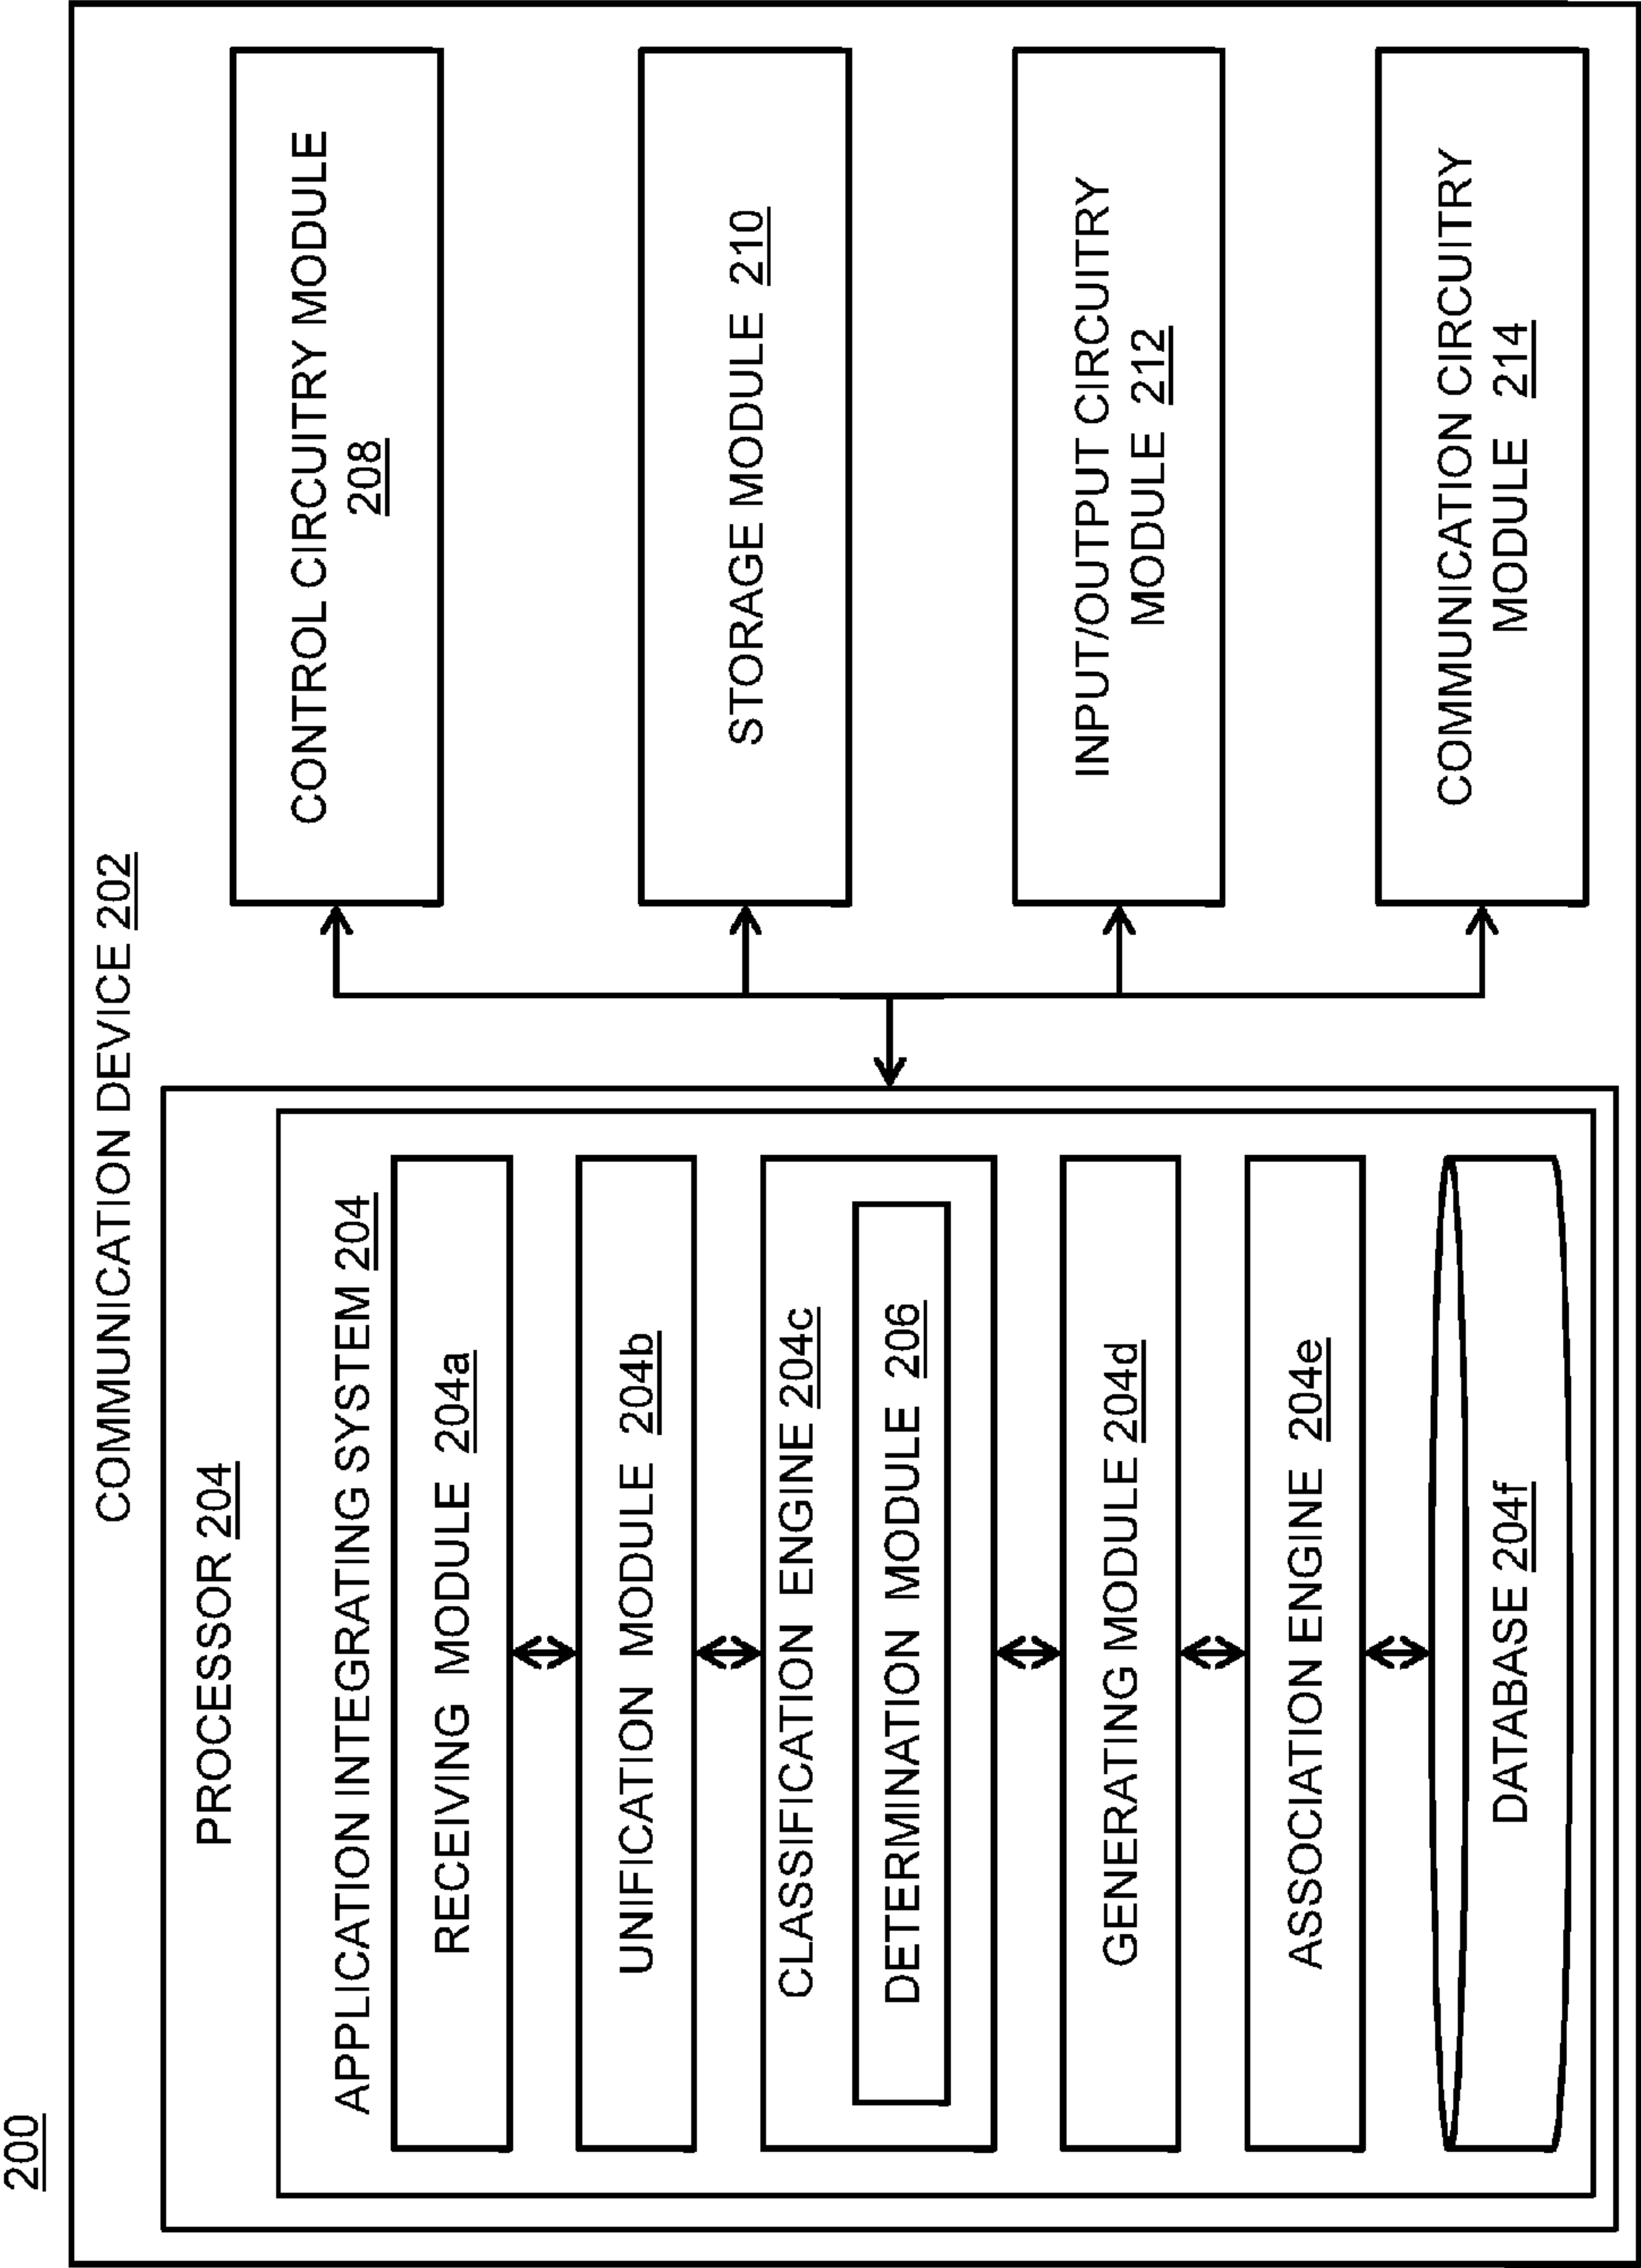 200
COMMUNICATION DEVICE 202
PROCESSOR 204
APPLICATION INTEGRATING SYSTEM 204
RECEIVING MODULE 204a
UNIFICATION MODULE 204b
CLASSIFICATION ENGINE 204c
DETERMINATION MODULE 206
GENERATING MODULE 204d
ASSOCIATION ENGINE 204e
DATABASE 204f
CONTROL CIRCUITRY MODULE
208
STORAGE MODULE 210
INPUT/OUTPUT CIRCUITRY
MODULE 212
COMMUNICATION CIRCUITRY
MODULE 214